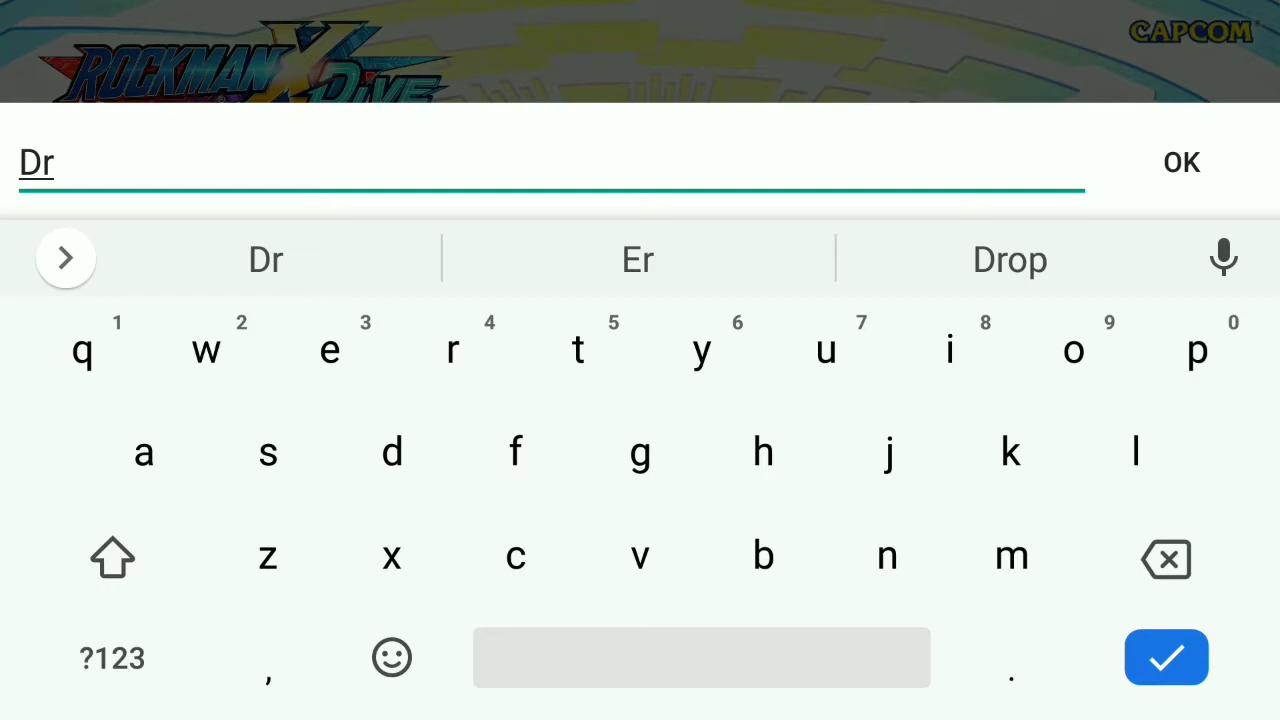 ROCKMAN X DiVE
CAPCOM
Dr
OK
Dr Er Drop
1 2 3 4 5 6 7 8 9 0
q w e r t y u i o p
a s d f g h j k l
z x c v b n m
?123 , .